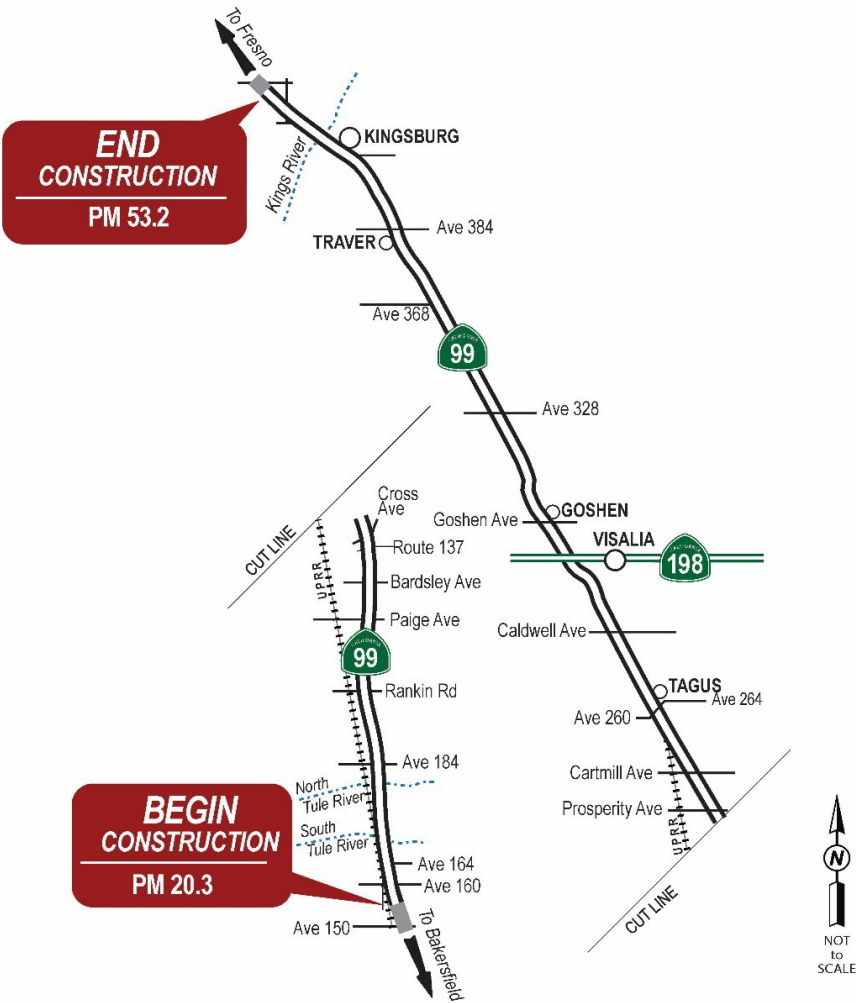 To Fresno
END
CONSTRUCTION
PM 53.2
KINGSBURG
Kings River
Ave 384
TRAVER
Ave 368
CALIFORNIA
99
Ave 328
GOSHEN
Goshen Ave
VISALIA
CALIFORNIA
198
Caldwell Ave
TAGUS
Ave 264
Ave 260
Cartmill Ave
Prosperity Ave
UPRR
CUT LINE
CUT LINE
Cross
Ave
UPRR
Route 137
Bardsley Ave
Paige Ave
CALIFORNIA
99
Rankin Rd
Ave 184
North
Tule River
South
Tule River
BEGIN
CONSTRUCTION
PM 20.3
Ave 164
Ave 160
Ave 150
To Bakersfield
N
NOT
to
SCALE